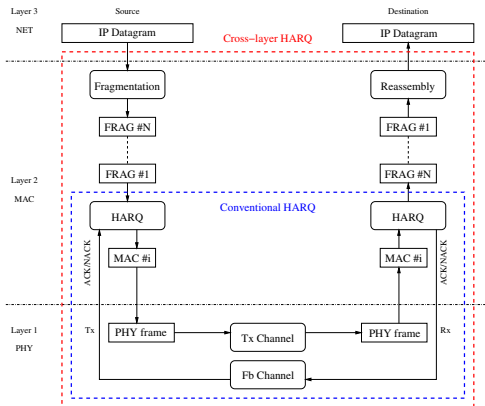 Layer 3
NET
Source
Destination
IP Datagram
IP Datagram
Cross-layer HARQ
Fragmentation
Reassembly
FRAG #N
FRAG #1
Layer 2
MAC
FRAG #1
FRAG #N
Conventional HARQ
HARQ
HARQ
ACK/NACK
MAC #i
MAC #i
ACK/NACK
Layer 1
PHY
Tx
PHY frame
Tx Channel
PHY frame
Rx
Fb Channel